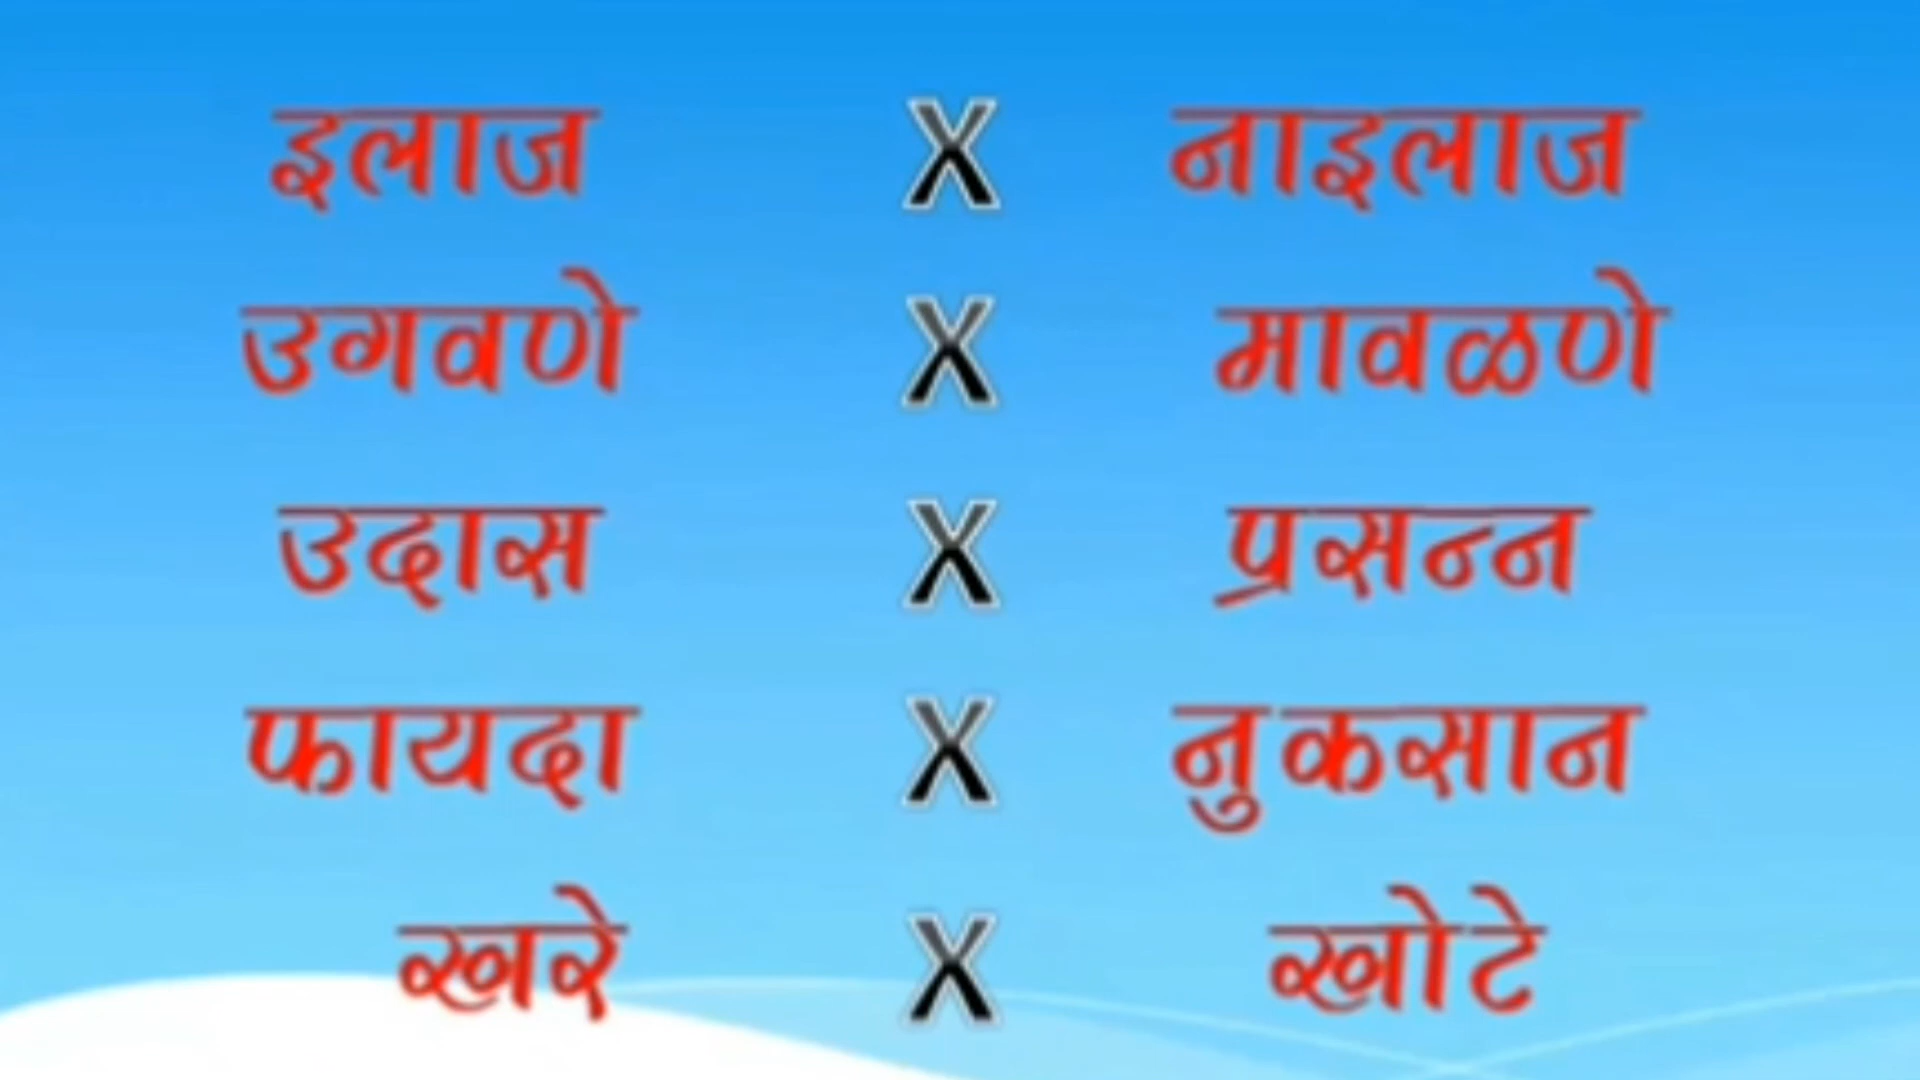 इलाज X नाइलाज
उगवणे X मावळणे
उदास X प्रसन्न
फायदा X नुकसान
खरे X खोटे